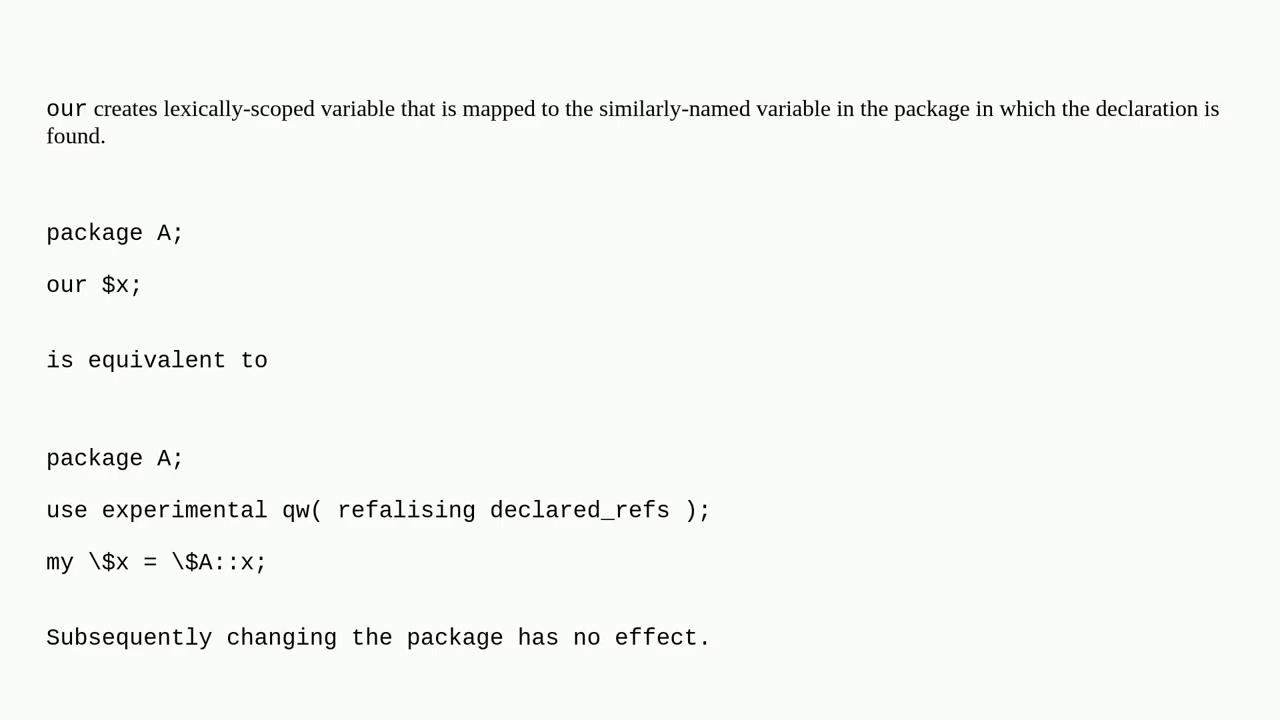 our creates lexically-scoped variable that is mapped to the similarly-named variable in the package in which the declaration is
found.
package A;
our $x;
is equivalent to
package A;
use experimental qw( refalising declared_refs );
my \$x = \$A::x;
Subsequently changing the package has no effect.